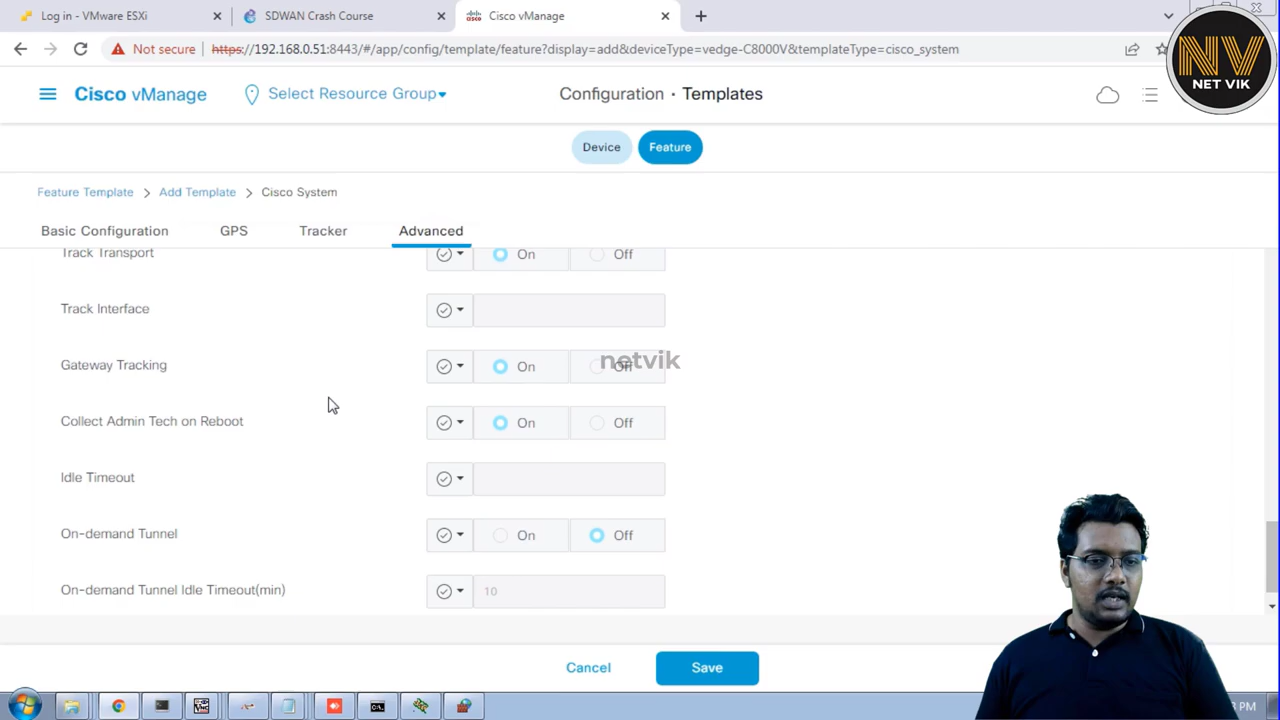 Log in - VMware ESXi
SDWAN Crash Course
Cisco vManage
Not secure
https://192.168.0.51:8443/#/app/config/template/feature?display=add&deviceType=vedge-C8000V&templateType=cisco_system
NV
NET VIK
Cisco vManage
Select Resource Group
Configuration · Templates
Device
Feature
Feature Template > Add Template > Cisco System
Basic Configuration
GPS
Tracker
Advanced
Track Transport
On
Off
Track Interface
Gateway Tracking
On
Off
netvik
Collect Admin Tech on Reboot
On
Off
Idle Timeout
On-demand Tunnel
On
Off
On-demand Tunnel Idle Timeout(min)
10
Cancel
Save
PM